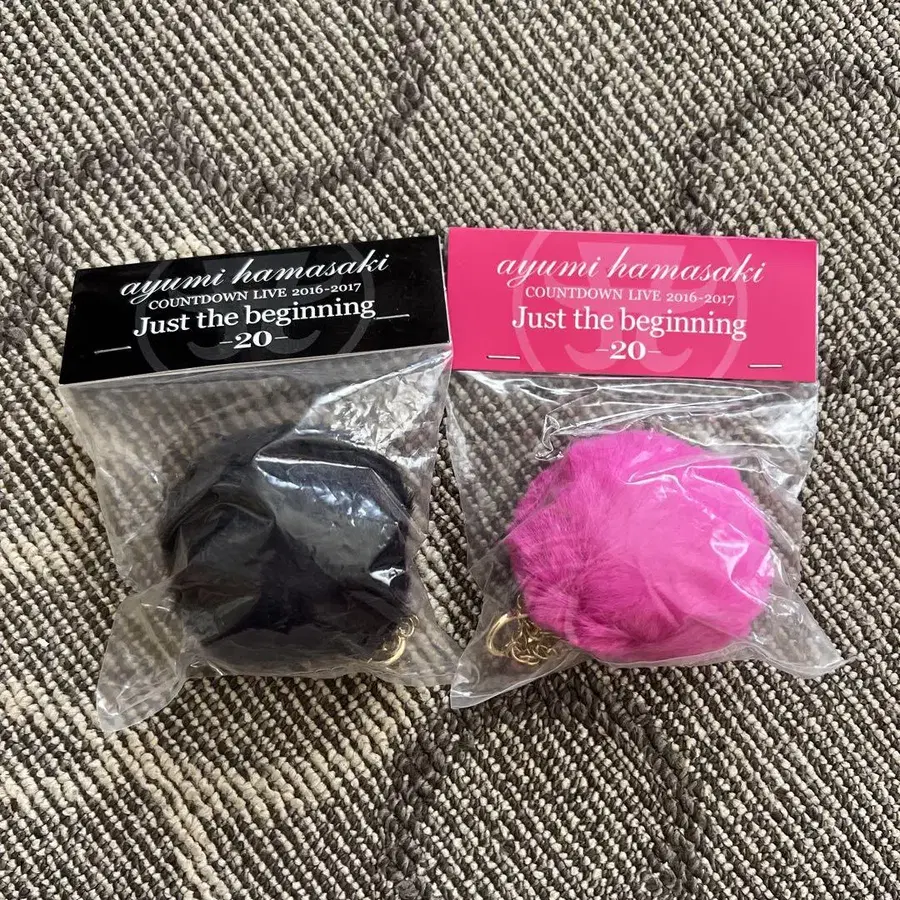 ayumi hamasaki
COUNTDOWN LIVE 2016-2017
Just the beginning
-20-
ayumi hamasaki
COUNTDOWN LIVE 2016-2017
Just the beginning
-20-